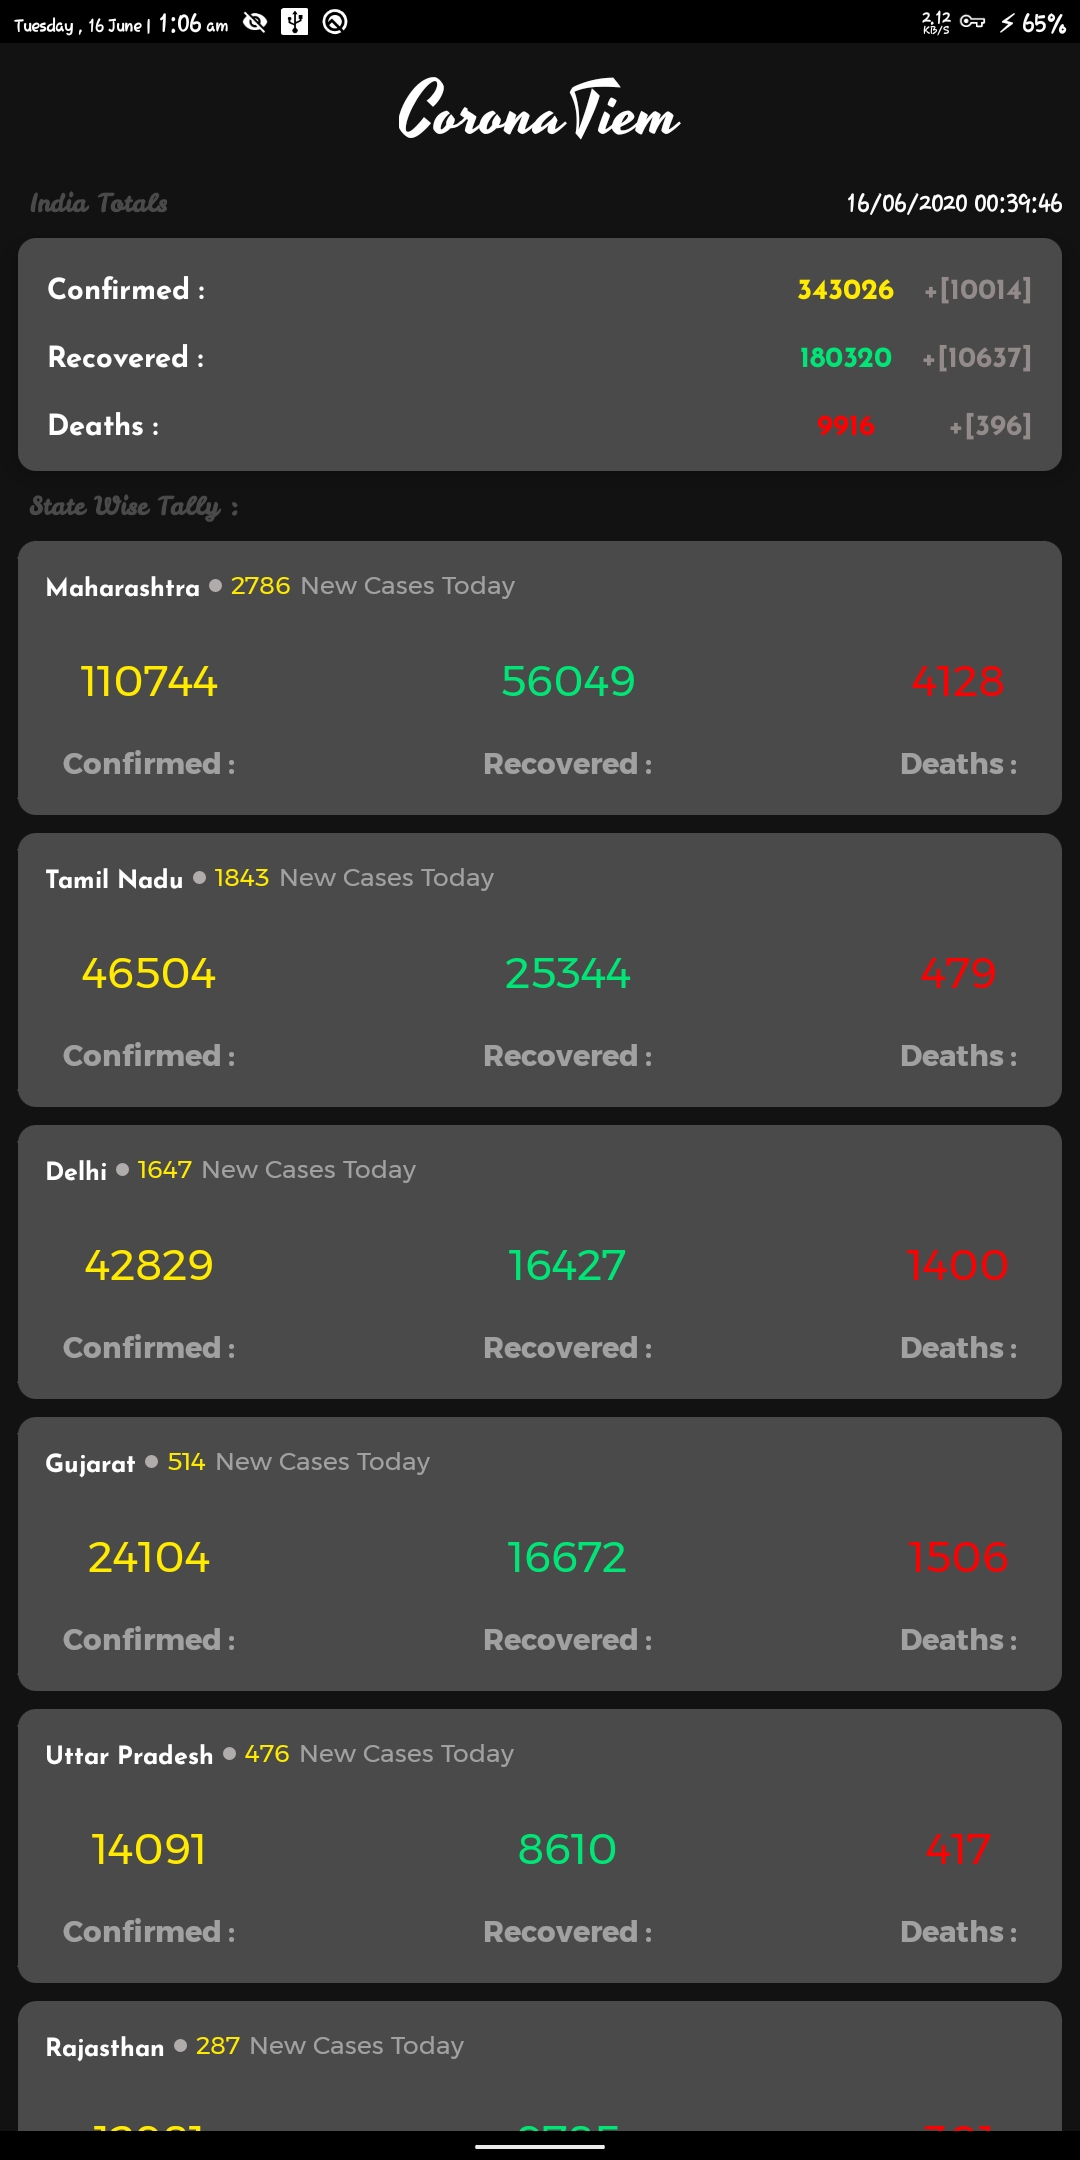 Tuesday , 16 June | 1:06 am 2.12 KB/S 65%
CoronaTiem
India Totals 16/06/2020 00:39:46
Confirmed : 343026 +[10014]
Recovered : 180320 +[10637]
Deaths : 9916 +[396]
State Wise Tally :
Maharashtra ● 2786 New Cases Today
110744 56049 4128
Confirmed : Recovered : Deaths :
Tamil Nadu ● 1843 New Cases Today
46504 25344 479
Confirmed : Recovered : Deaths :
Delhi ● 1647 New Cases Today
42829 16427 1400
Confirmed : Recovered : Deaths :
Gujarat ● 514 New Cases Today
24104 16672 1506
Confirmed : Recovered : Deaths :
Uttar Pradesh ● 476 New Cases Today
14091 8610 417
Confirmed : Recovered : Deaths :
Rajasthan ● 287 New Cases Today